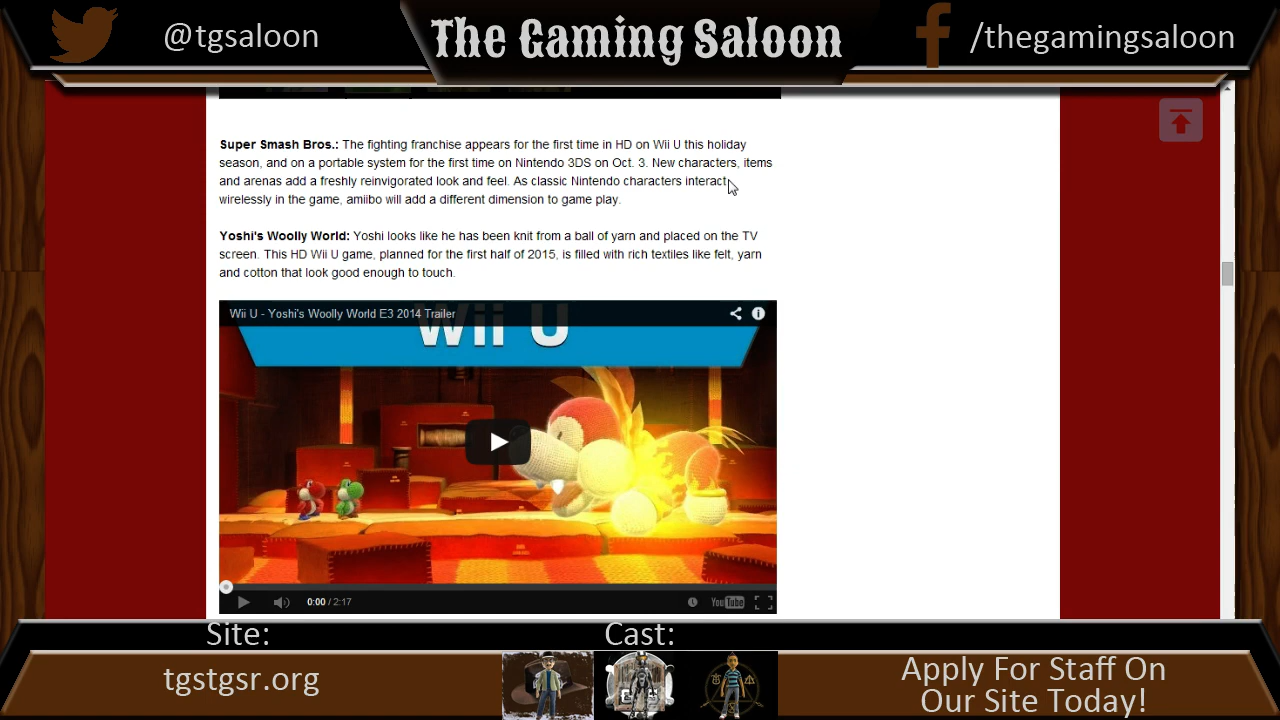 @tgsaloon
The Gaming Saloon
/thegamingsaloon
Super Smash Bros.: The fighting franchise appears for the first time in HD on Wii U this holiday
season, and on a portable system for the first time on Nintendo 3DS on Oct. 3. New characters, items
and arenas add a freshly reinvigorated look and feel. As classic Nintendo characters interact
wirelessly in the game, amiibo will add a different dimension to game play.
Yoshi's Woolly World: Yoshi looks like he has been knit from a ball of yarn and placed on the TV
screen. This HD Wii U game, planned for the first half of 2015, is filled with rich textiles like felt, yarn
and cotton that look good enough to touch.
Wii U - Yoshi's Woolly World E3 2014 Trailer
Wii U
0:00 / 2:17
YouTube
Site:
Cast:
tgstgsr.org
Apply For Staff On
Our Site Today!